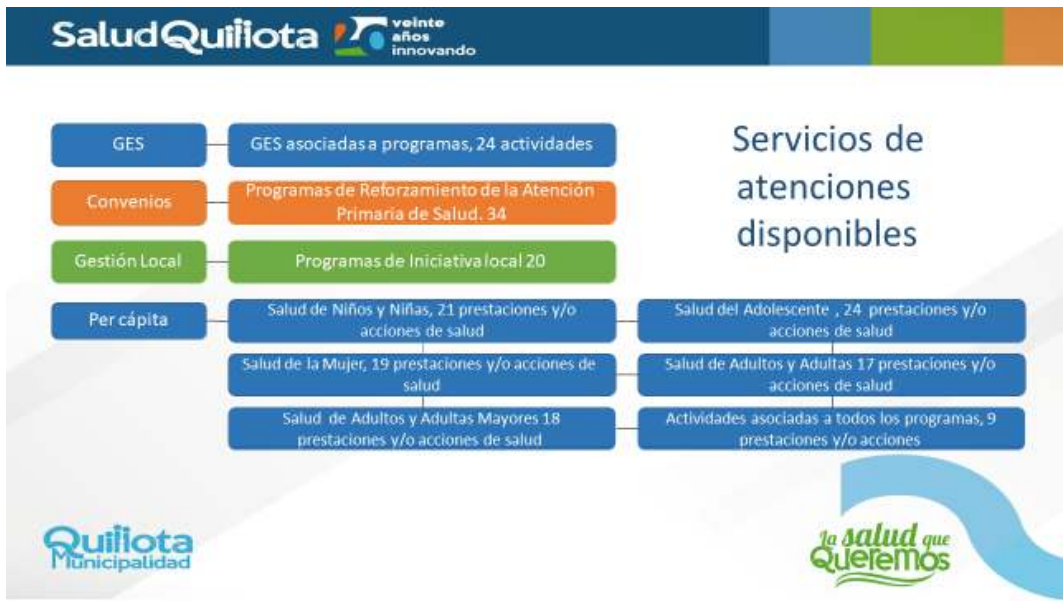 SaludQuillota
veinte
años
innovando
Servicios de
atenciones
disponibles
GES
GES asociadas a programas, 24 actividades
Convenios
Programas de Reforzamiento de la Atención
Primaria de Salud. 34
Gestión Local
Programas de Iniciativa local 20
Per cápita
Salud de Niños y Niñas, 21 prestaciones y/o
acciones de salud
Salud del Adolescente , 24 prestaciones y/o
acciones de salud
Salud de la Mujer, 19 prestaciones y/o acciones de
salud
Salud de Adultos y Adultas 17 prestaciones y/o
acciones de salud
Salud de Adultos y Adultas Mayores 18
prestaciones y/o acciones de salud
Actividades asociadas a todos los programas, 9
prestaciones y/o acciones
Quillota
Municipalidad
la salud que
Queremos